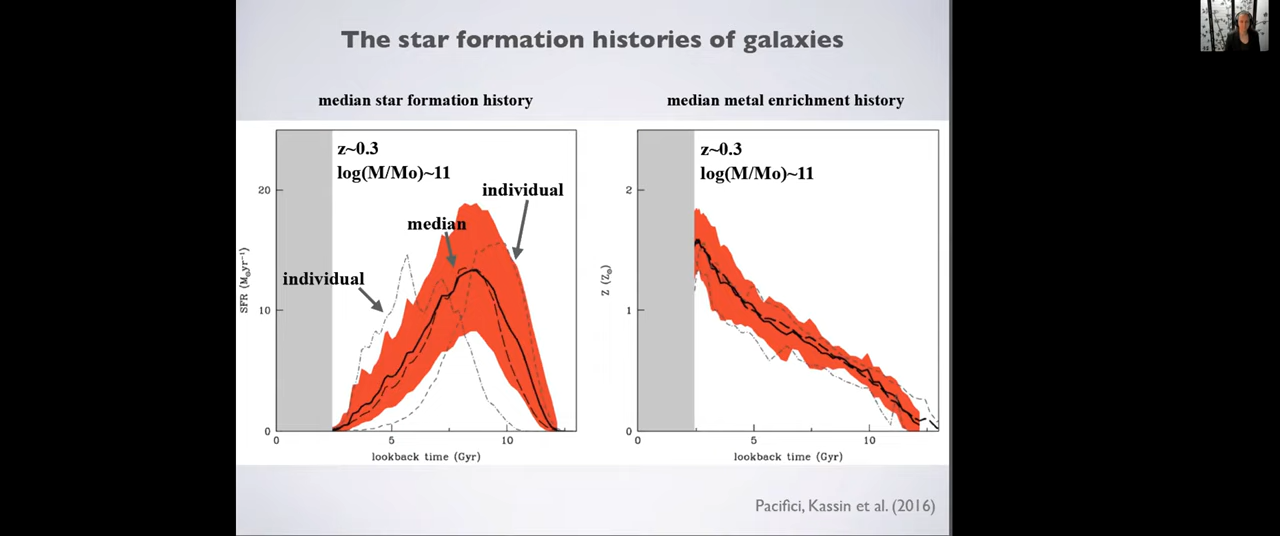 The star formation histories of galaxies
median star formation history
z~0.3
log(M/Mo)~11
individual
median
individual
SFR (M⊙yr⁻¹)
20
10
0
0
5
10
lookback time (Gyr)
median metal enrichment history
z~0.3
log(M/Mo)~11
Z (Z⊙)
2
1
0
0
5
10
lookback time (Gyr)
Pacifici, Kassin et al. (2016)